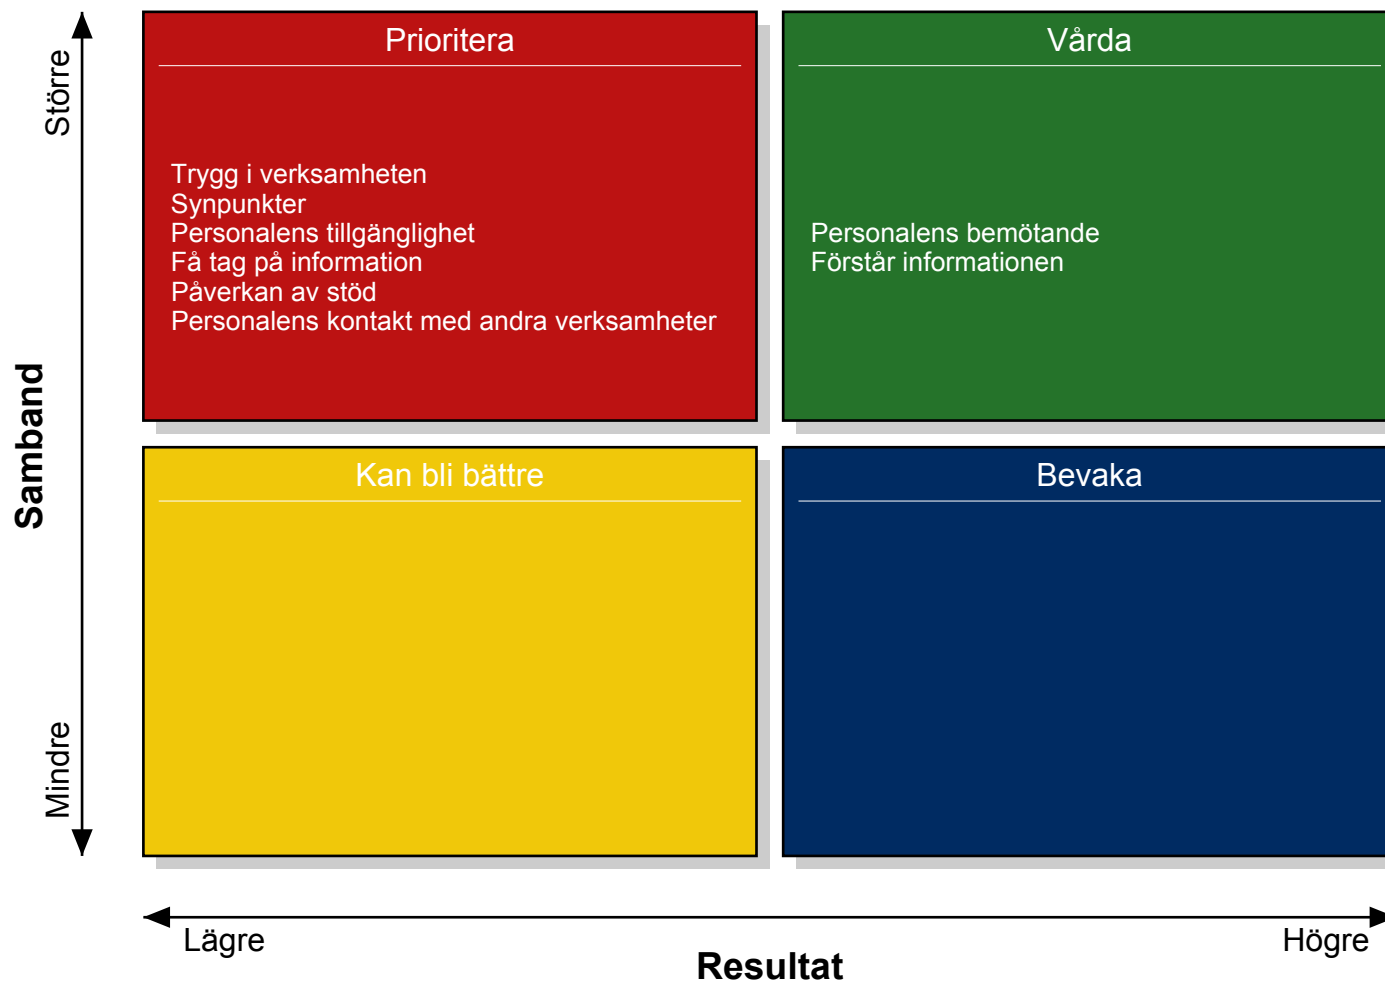 Större
Samband
Mindre
Prioritera
Trygg i verksamheten
Synpunkter
Personalens tillgänglighet
Få tag på information
Påverkan av stöd
Personalens kontakt med andra verksamheter
Vårda
Personalens bemötande
Förstår informationen
Kan bli bättre
Bevaka
Lägre
Högre
Resultat